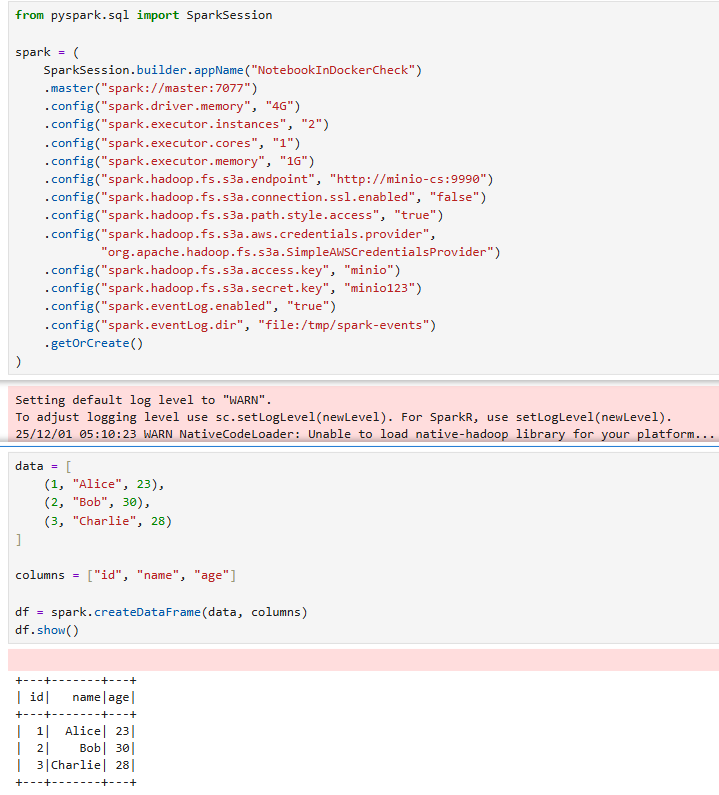 from pyspark.sql import SparkSession
spark = (
    SparkSession.builder.appName("NotebookInDockerCheck")
    .master("spark://master:7077")
    .config("spark.driver.memory", "4G")
    .config("spark.executor.instances", "2")
    .config("spark.executor.cores", "1")
    .config("spark.executor.memory", "1G")
    .config("spark.hadoop.fs.s3a.endpoint", "http://minio-cs:9990")
    .config("spark.hadoop.fs.s3a.connection.ssl.enabled", "false")
    .config("spark.hadoop.fs.s3a.path.style.access", "true")
    .config("spark.hadoop.fs.s3a.aws.credentials.provider",
            "org.apache.hadoop.fs.s3a.SimpleAWSCredentialsProvider")
    .config("spark.hadoop.fs.s3a.access.key", "minio")
    .config("spark.hadoop.fs.s3a.secret.key", "minio123")
    .config("spark.eventLog.enabled", "true")
    .config("spark.eventLog.dir", "file:/tmp/spark-events")
    .getOrCreate()
)
Setting default log level to "WARN".
To adjust logging level use sc.setLogLevel(newLevel). For SparkR, use setLogLevel(newLevel).
25/12/01 05:10:23 WARN NativeCodeLoader: Unable to load native-hadoop library for your platform...
data = [
    (1, "Alice", 23),
    (2, "Bob", 30),
    (3, "Charlie", 28)
]
columns = ["id", "name", "age"]
df = spark.createDataFrame(data, columns)
df.show()
+---+-------+---+
| id|   name|age|
+---+-------+---+
|  1|  Alice| 23|
|  2|    Bob| 30|
|  3|Charlie| 28|
+---+-------+---+